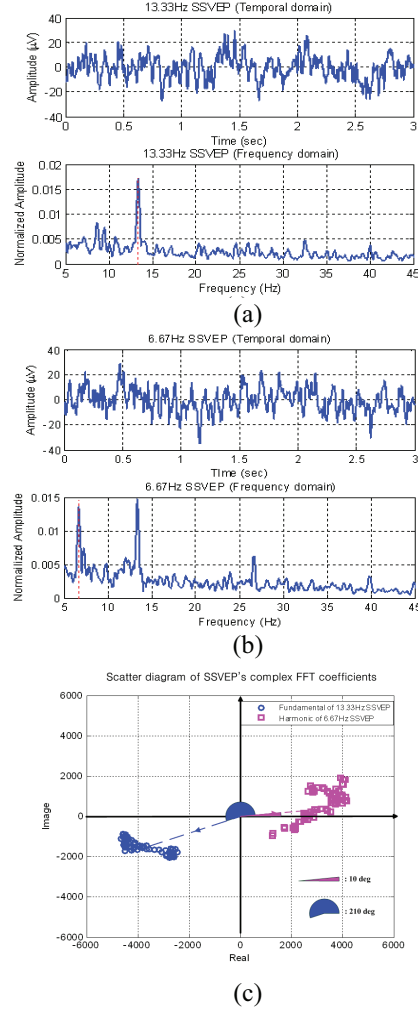 13.33Hz SSVEP (Temporal domain)
40
20
0
-20
-40
Amplitude (µV)
0 0.5 1 1.5 2 2.5 3
Time (sec)
13.33Hz SSVEP (Frequency domain)
0.02
0.015
0.01
0.005
0
Normalized Amplitude
5 10 15 20 25 30 35 40 45
Frequency (Hz)
(a)
6.67Hz SSVEP (Temporal domain)
40
20
0
-20
40
Amplitude (µV)
0 0.5 1 1.5 2 2.5 3
Time (sec)
6.67Hz SSVEP (Frequency domain)
0.015
0.01
0.005
0
Normailized Amplitude
5 10 15 20 25 30 35 40 45
Frequency (Hz)
(b)
Scatter diagram of SSVEP's complex FFT coefficients
Fundamental of 13.33Hz SSVEP
Harmonic of 6.67Hz SSVEP
6000
4000
2000
0
-2000
-4000
-6000
Image
: 10 deg
: 210 deg
-6000 -4000 -2000 0 2000 4000 6000
Real
(c)